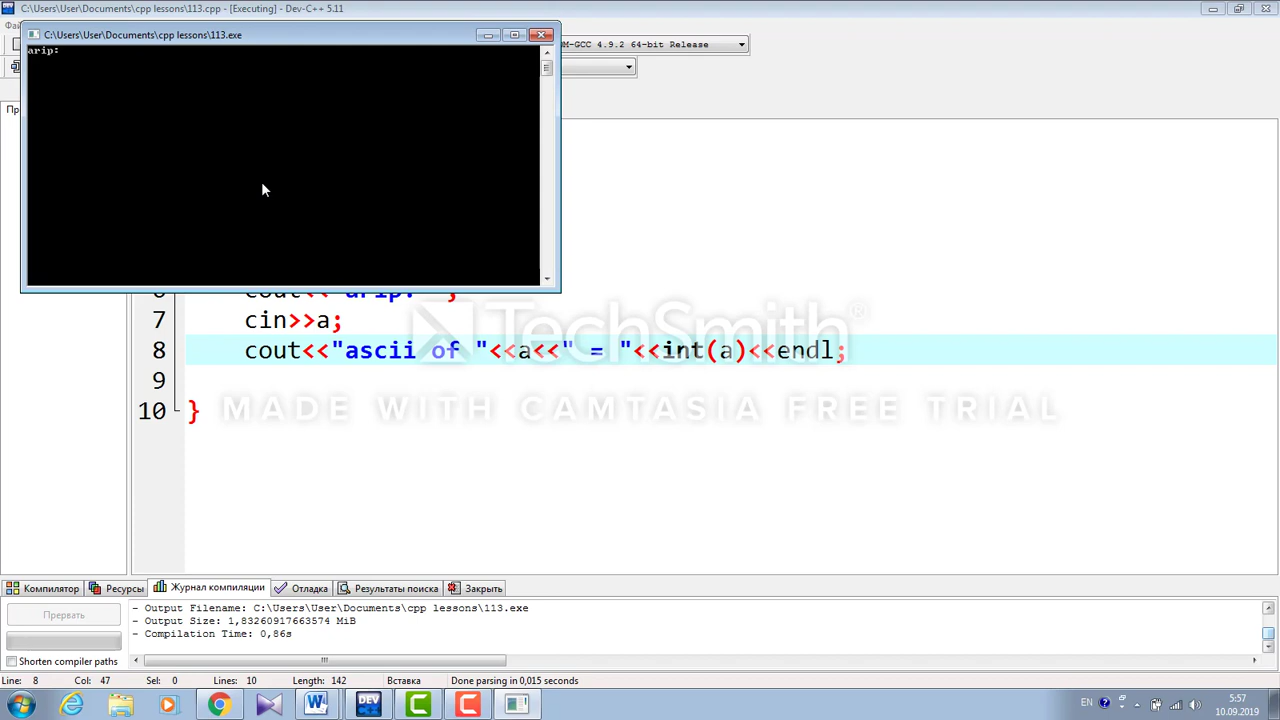 C:\Users\User\Documents\cpp lessons\113.cpp - [Executing] - Dev-C++ 5.11
C:\Users\User\Documents\cpp lessons\113.exe
arip:
GCC 4.9.2 64-bit Release
7 cin>>a;
8 cout<<"ascii of "<<a<<" = "<<int(a)<<endl;
9
10 }
TechSmith®
MADE WITH CAMTASIA FREE TRIAL
Компилятор Ресурсы Журнал компиляции Отладка Результаты поиска Закрыть
Прервать
Shorten compiler paths
- Output Filename: C:\Users\User\Documents\cpp lessons\113.exe
- Output Size: 1,83260917663574 MiB
- Compilation Time: 0,86s
Line: 8 Col: 47 Sel: 0 Lines: 10 Length: 142 Вставка Done parsing in 0,015 seconds
W DEV C C EN 5:57
10.09.2019